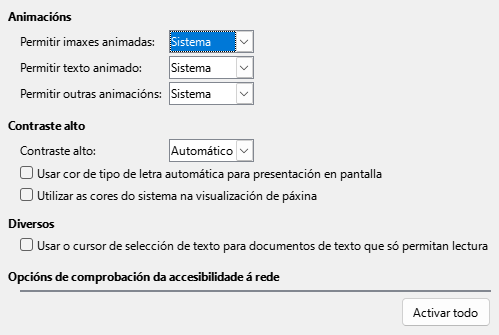 Animacións
Permitir imaxes animadas: Sistema
Permitir texto animado: Sistema
Permitir outras animacións: Sistema
Contraste alto
Contraste alto: Automático
Usar cor de tipo de letra automática para presentación en pantalla
Utilizar as cores do sistema na visualización de páxina
Diversos
Usar o cursor de selección de texto para documentos de texto que só permitan lectura
Opcións de comprobación da accesibilidade á rede
Activar todo